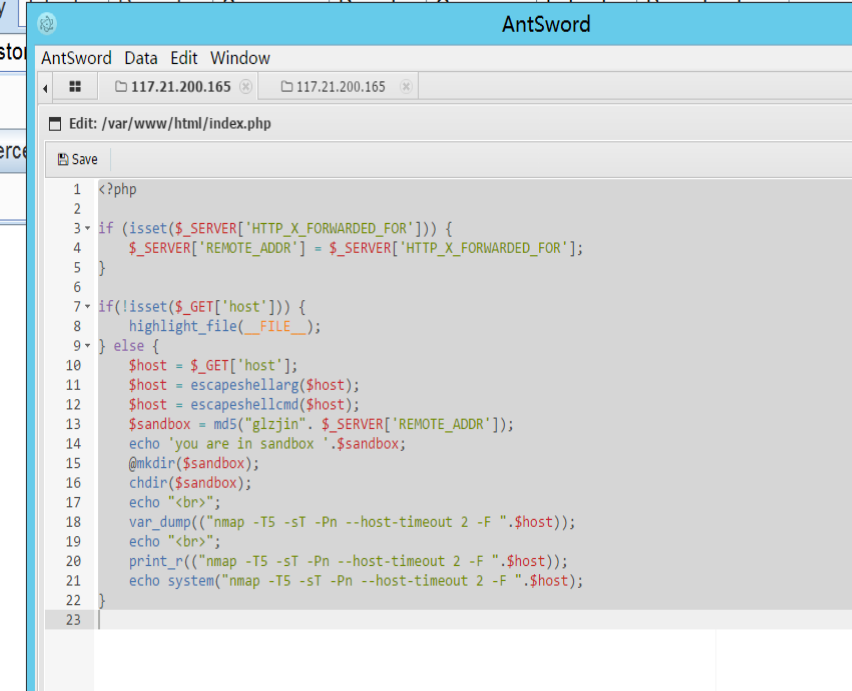 AntSword
AntSword Data Edit Window
117.21.200.165 117.21.200.165
Edit: /var/www/html/index.php
Save
1 <?php
2
3 if (isset($_SERVER['HTTP_X_FORWARDED_FOR'])) {
4     $_SERVER['REMOTE_ADDR'] = $_SERVER['HTTP_X_FORWARDED_FOR'];
5 }
6
7 if(!isset($_GET['host'])) {
8     highlight_file(__FILE__);
9 } else {
10     $host = $_GET['host'];
11     $host = escapeshellarg($host);
12     $host = escapeshellcmd($host);
13     $sandbox = md5("glzjin". $_SERVER['REMOTE_ADDR']);
14     echo 'you are in sandbox '.$sandbox;
15     @mkdir($sandbox);
16     chdir($sandbox);
17     echo "<br>";
18     var_dump(("nmap -T5 -sT -Pn --host-timeout 2 -F ".$host));
19     echo "<br>";
20     print_r(("nmap -T5 -sT -Pn --host-timeout 2 -F ".$host));
21     echo system("nmap -T5 -sT -Pn --host-timeout 2 -F ".$host);
22 }
23